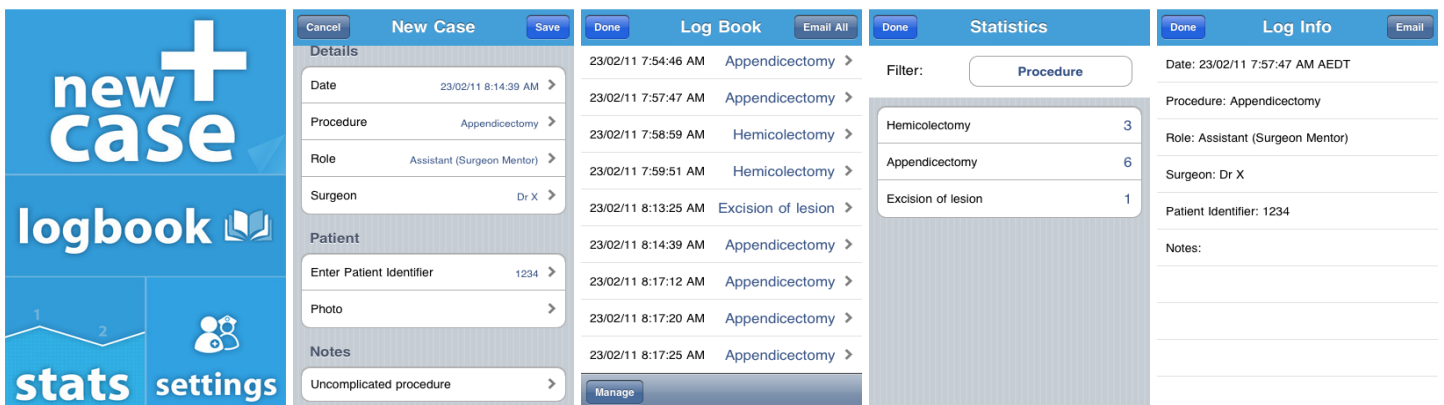 new
case
logbook
1
2
stats
settings
Cancel New Case Save
Details
Date 23/02/11 8:14:39 AM
Procedure Appendicectomy
Role Assistant (Surgeon Mentor)
Surgeon Dr X
Patient
Enter Patient Identifier 1234
Photo
Notes
Uncomplicated procedure
Done Log Book Email All
23/02/11 7:54:46 AM Appendicectomy
23/02/11 7:57:47 AM Appendicectomy
23/02/11 7:58:59 AM Hemicolectomy
23/02/11 7:59:51 AM Hemicolectomy
23/02/11 8:13:25 AM Excision of lesion
23/02/11 8:14:39 AM Appendicectomy
23/02/11 8:17:12 AM Appendicectomy
23/02/11 8:17:20 AM Appendicectomy
23/02/11 8:17:25 AM Appendicectomy
Manage
Done Statistics
Filter: Procedure
Hemicolectomy 3
Appendicectomy 6
Excision of lesion 1
Done Log Info Email
Date: 23/02/11 7:57:47 AM AEDT
Procedure: Appendicectomy
Role: Assistant (Surgeon Mentor)
Surgeon: Dr X
Patient Identifier: 1234
Notes: